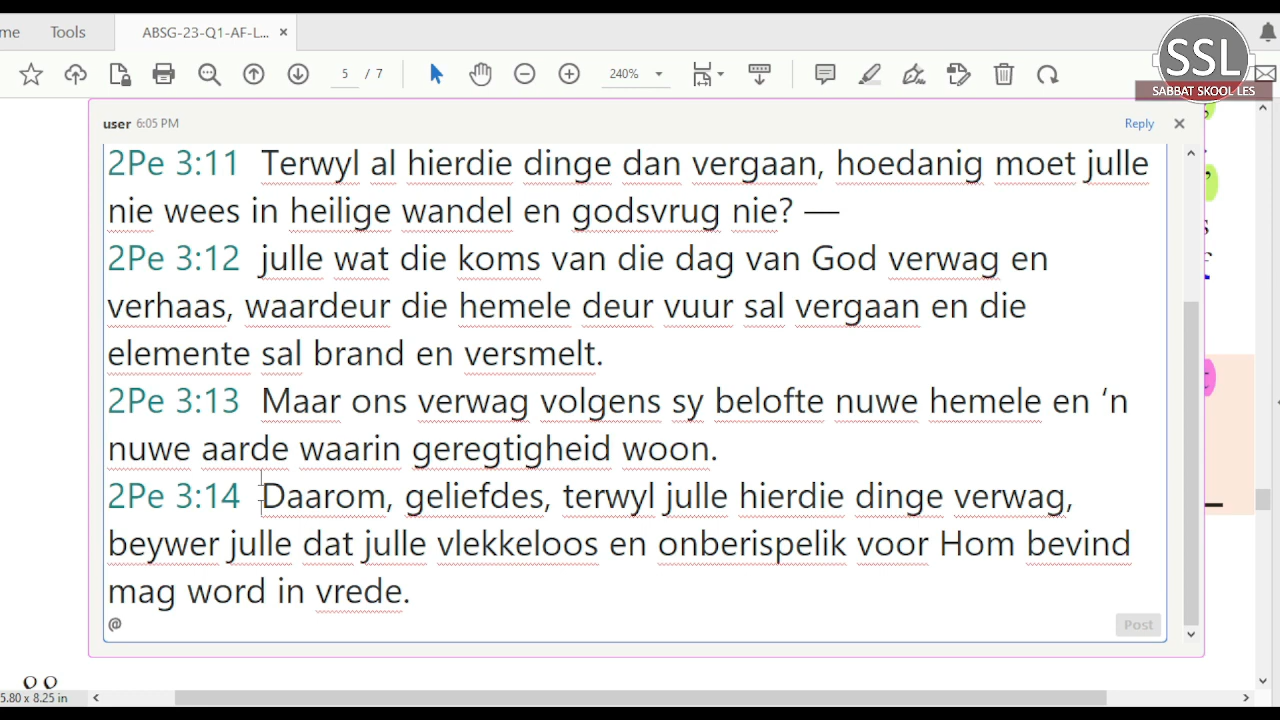 me Tools ABSG-23-Q1-AF-L... ×
5 / 7 240%
SSL
SABBAT SKOOL LES
user 6:05 PM Reply
2Pe 3:11 Terwyl al hierdie dinge dan vergaan, hoedanig moet julle
nie wees in heilige wandel en godsvrug nie? —
2Pe 3:12 julle wat die koms van die dag van God verwag en
verhaas, waardeur die hemele deur vuur sal vergaan en die
elemente sal brand en versmelt.
2Pe 3:13 Maar ons verwag volgens sy belofte nuwe hemele en ‘n
nuwe aarde waarin geregtigheid woon.
2Pe 3:14 Daarom, geliefdes, terwyl julle hierdie dinge verwag,
beywer julle dat julle vlekkeloos en onberispelik voor Hom bevind
mag word in vrede.
@ Post
5.80 x 8.25 in